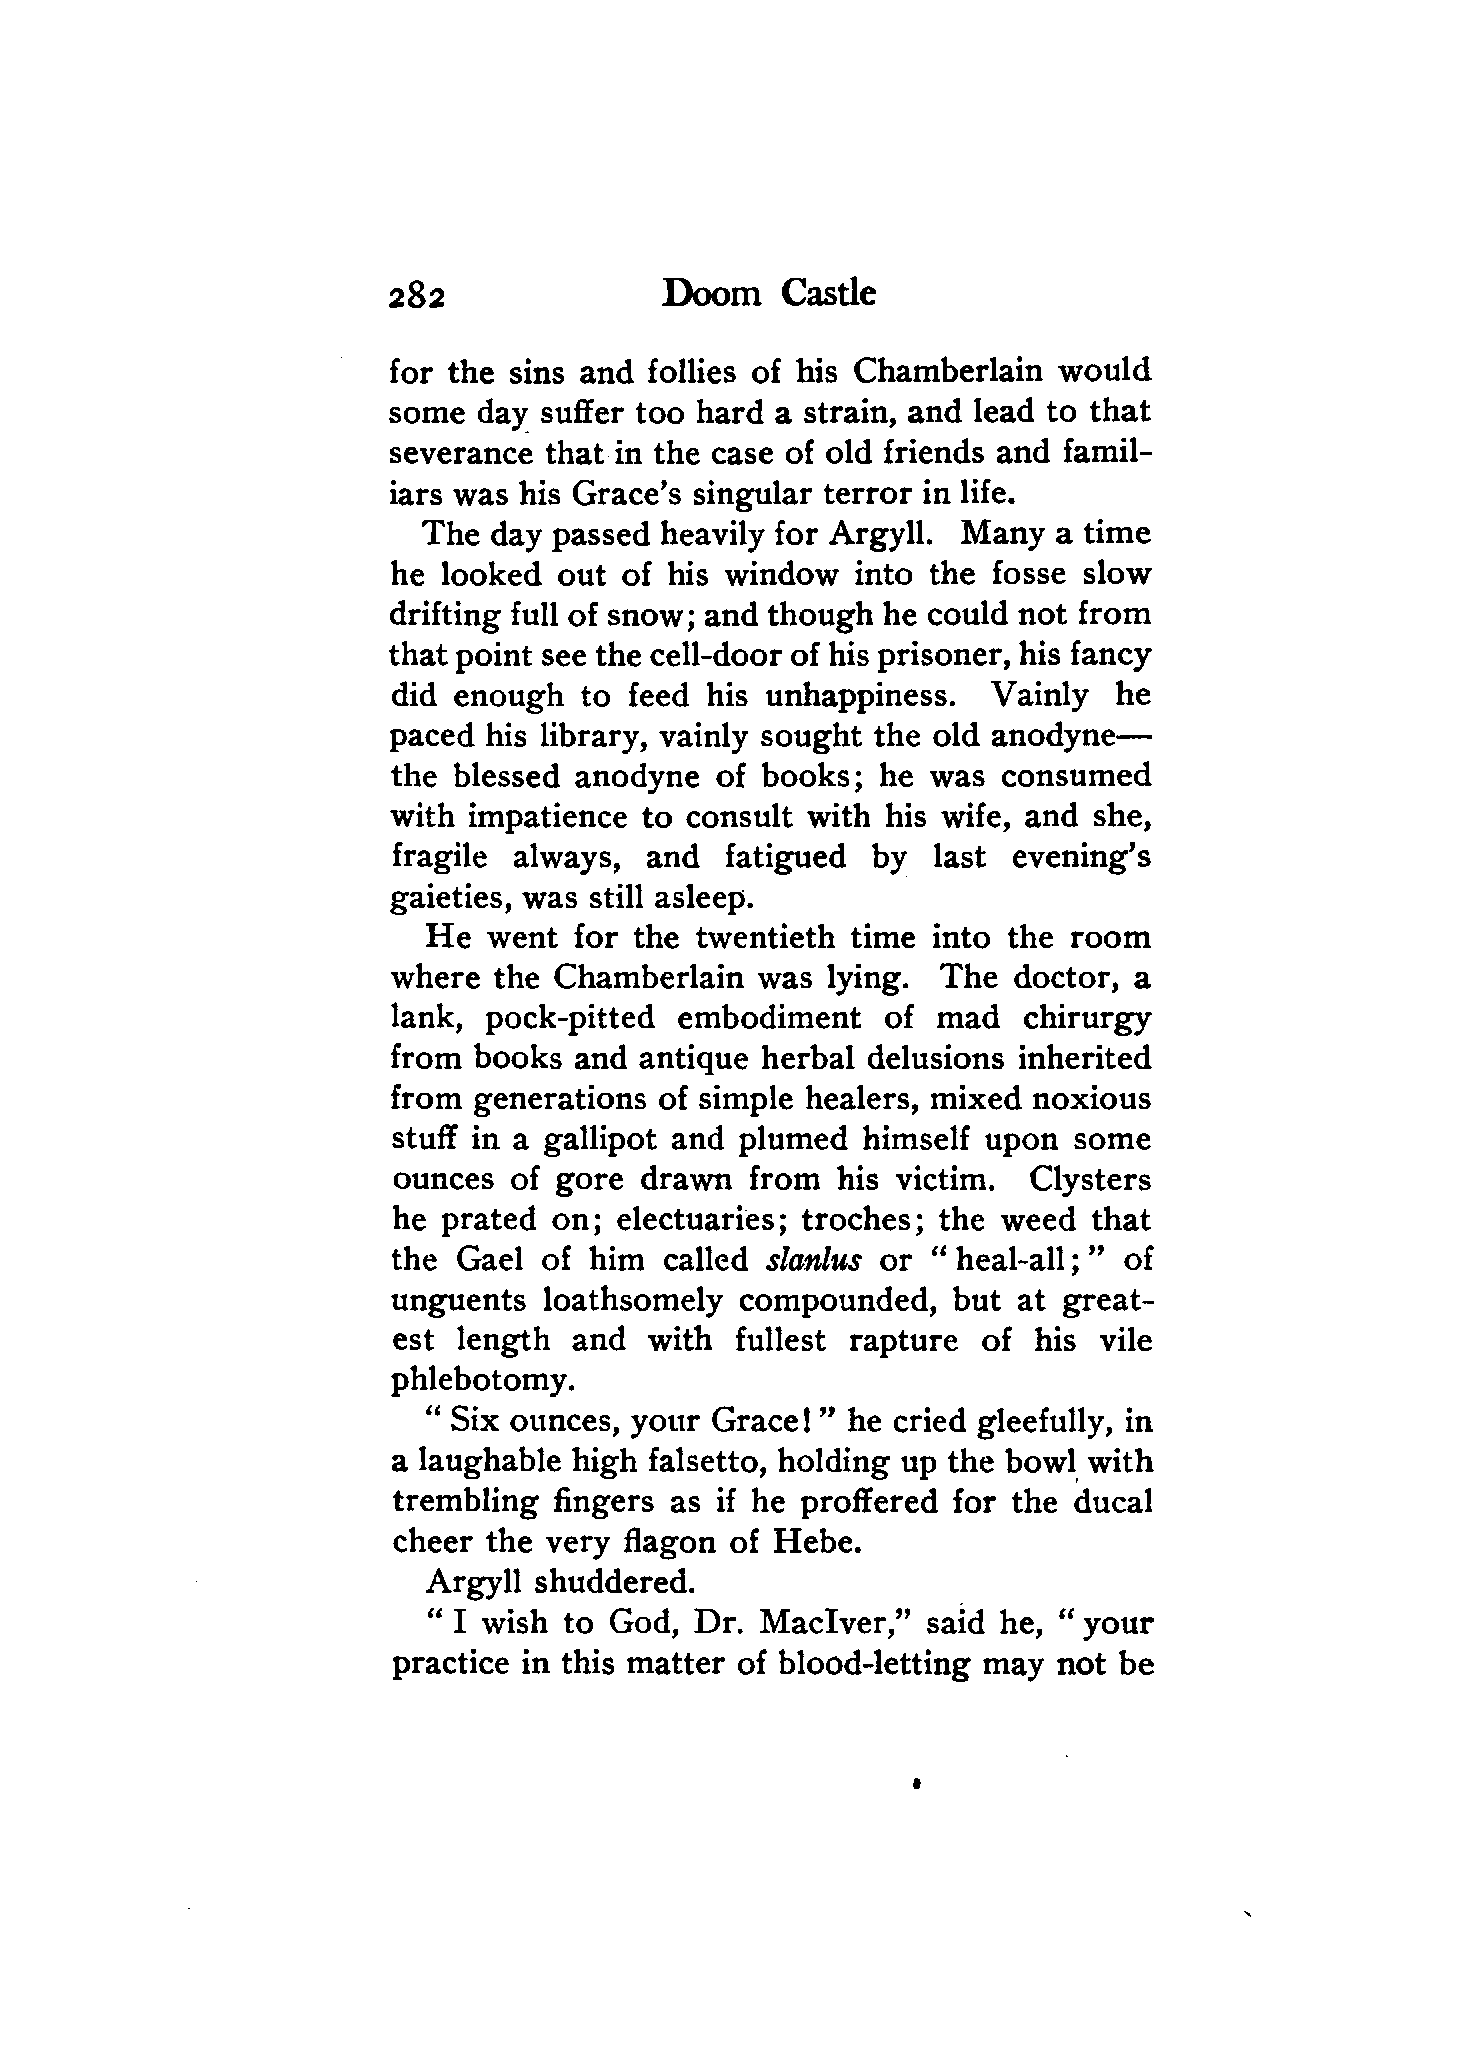 282 Doom Castle
for the sins and follies of his Chamberlain would
some day suffer too hard a strain, and lead to that
severance that in the case of old friends and famil-
iars was his Grace's singular terror in life.
The day passed heavily for Argyll. Many a time
he looked out of his window into the fosse slow
drifting full of snow; and though he could not from
that point see the cell-door of his prisoner, his fancy
did enough to feed his unhappiness. Vainly he
paced his library, vainly sought the old anodyne—
the blessed anodyne of books; he was consumed
with impatience to consult with his wife, and she,
fragile always, and fatigued by last evening's
gaieties, was still asleep.
He went for the twentieth time into the room
where the Chamberlain was lying. The doctor, a
lank, pock-pitted embodiment of mad chirurgy
from books and antique herbal delusions inherited
from generations of simple healers, mixed noxious
stuff in a gallipot and plumed himself upon some
ounces of gore drawn from his victim. Clysters
he prated on; electuaries; troches; the weed that
the Gael of him called slanlus or "heal-all;" of
unguents loathsomely compounded, but at great-
est length and with fullest rapture of his vile
phlebotomy.
"Six ounces, your Grace!" he cried gleefully, in
a laughable high falsetto, holding up the bowl with
trembling fingers as if he proffered for the ducal
cheer the very flagon of Hebe.
Argyll shuddered.
"I wish to God, Dr. MacIver," said he, "your
practice in this matter of blood-letting may not be